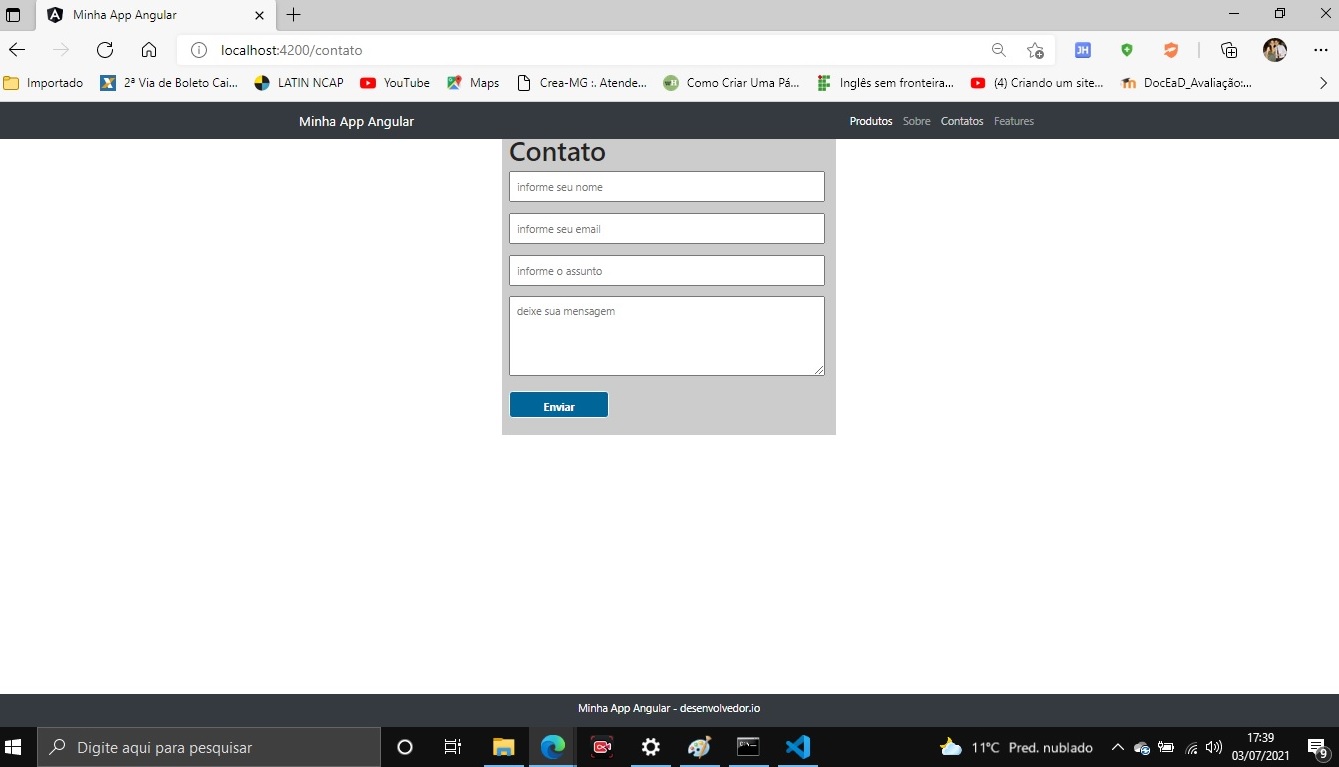 Minha App Angular
localhost:4200/contato
JH
Importado 2ª Via de Boleto Cai... LATIN NCAP YouTube Maps Crea-MG :. Atende... Como Criar Uma Pá... Inglês sem fronteira... (4) Criando um site... DocEaD_Avaliação:...
Minha App Angular Produtos Sobre Contatos Features
Contato
informe seu nome
informe seu email
informe o assunto
deixe sua mensagem
Enviar
Minha App Angular - desenvolvedor.io
Digite aqui para pesquisar 11°C Pred. nublado 17:39
03/07/2021
9